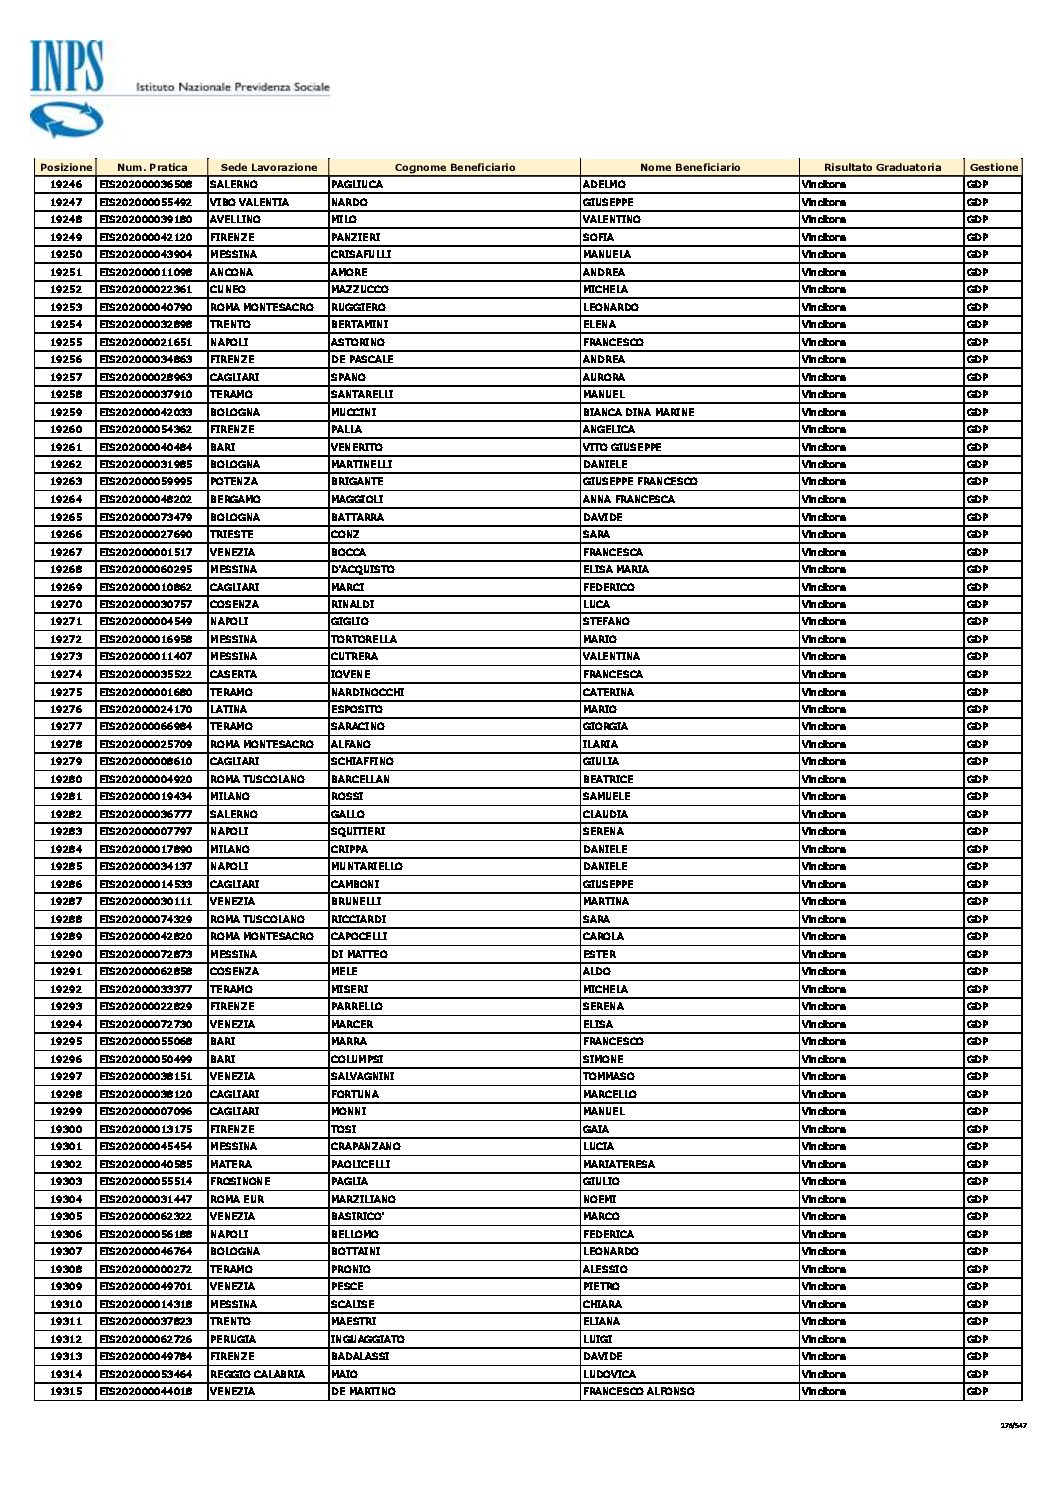 INPS
Istituto Nazionale Previdenza Sociale
Posizione Num. Pratica Sede Lavorazione Cognome Beneficiario Nome Beneficiario Risultato Graduatoria Gestione
19246 EIS202000036508 SALERNO PAGLIUCA ADELMO Vincitore GDP
19247 EIS202000055492 VIBO VALENTIA NARDO GIUSEPPE Vincitore GDP
19248 EIS202000039180 AVELLINO MILO VALENTINO Vincitore GDP
19249 EIS202000042120 FIRENZE PANZIERI SOFIA Vincitore GDP
19250 EIS202000043904 MESSINA CRISAFULLI MANUELA Vincitore GDP
19251 EIS202000011098 ANCONA AMORE ANDREA Vincitore GDP
19252 EIS202000022361 CUNEO MAZZUCCO MICHELA Vincitore GDP
19253 EIS202000040790 ROMA MONTESACRO RUGGIERO LEONARDO Vincitore GDP
19254 EIS202000032898 TRENTO BERTAMINI ELENA Vincitore GDP
19255 EIS202000021651 NAPOLI ASTORINO FRANCESCO Vincitore GDP
19256 EIS202000034863 FIRENZE DE PASCALE ANDREA Vincitore GDP
19257 EIS202000028963 CAGLIARI SPANO AURORA Vincitore GDP
19258 EIS202000037910 TERAMO SANTARELLI MANUEL Vincitore GDP
19259 EIS202000042033 BOLOGNA MUCCINI BIANCA DINA MARINE Vincitore GDP
19260 EIS202000054362 FIRENZE PALLA ANGELICA Vincitore GDP
19261 EIS202000040484 BARI VENERITO VITO GIUSEPPE Vincitore GDP
19262 EIS202000031985 BOLOGNA MARTINELLI DANIELE Vincitore GDP
19263 EIS202000059995 POTENZA BRIGANTE GIUSEPPE FRANCESCO Vincitore GDP
19264 EIS202000048202 BERGAMO MAGGIOLI ANNA FRANCESCA Vincitore GDP
19265 EIS202000073479 BOLOGNA BATTARRA DAVIDE Vincitore GDP
19266 EIS202000027690 TRIESTE CONZ SARA Vincitore GDP
19267 EIS202000001517 VENEZIA BOCCA FRANCESCA Vincitore GDP
19268 EIS202000060295 MESSINA D'ACQUISTO ELISA MARIA Vincitore GDP
19269 EIS202000010862 CAGLIARI MARCI FEDERICO Vincitore GDP
19270 EIS202000030757 COSENZA RINALDI LUCA Vincitore GDP
19271 EIS202000004549 NAPOLI GIGLIO STEFANO Vincitore GDP
19272 EIS202000016958 MESSINA TORTORELLA MARIO Vincitore GDP
19273 EIS202000011407 MESSINA CUTRERA VALENTINA Vincitore GDP
19274 EIS202000035522 CASERTA IOVENE FRANCESCA Vincitore GDP
19275 EIS202000001680 TERAMO NARDINOCCHI CATERINA Vincitore GDP
19276 EIS202000024170 LATINA ESPOSITO MARIO Vincitore GDP
19277 EIS202000066984 TERAMO SARACINO GIORGIA Vincitore GDP
19278 EIS202000025709 ROMA MONTESACRO ALFANO ILARIA Vincitore GDP
19279 EIS202000008610 CAGLIARI SCHIAFFINO GIULIA Vincitore GDP
19280 EIS202000004920 ROMA TUSCOLANO BARCELLAN BEATRICE Vincitore GDP
19281 EIS202000019434 MILANO ROSSI SAMUELE Vincitore GDP
19282 EIS202000036777 SALERNO GALLO CLAUDIA Vincitore GDP
19283 EIS202000007797 NAPOLI SQUITIERI SERENA Vincitore GDP
19284 EIS202000017890 MILANO CRIPPA DANIELE Vincitore GDP
19285 EIS202000034137 NAPOLI MUNTARIELLO DANIELE Vincitore GDP
19286 EIS202000014533 CAGLIARI CAMBONI GIUSEPPE Vincitore GDP
19287 EIS202000030111 VENEZIA BRUNELLI MARTINA Vincitore GDP
19288 EIS202000074329 ROMA TUSCOLANO RICCIARDI SARA Vincitore GDP
19289 EIS202000042820 ROMA MONTESACRO CAPOCELLI CAROLA Vincitore GDP
19290 EIS202000072873 MESSINA DI MATTEO ESTER Vincitore GDP
19291 EIS202000062858 COSENZA MELE ALDO Vincitore GDP
19292 EIS202000033377 TERAMO MISERI MICHELA Vincitore GDP
19293 EIS202000022829 FIRENZE PARRELLO SERENA Vincitore GDP
19294 EIS202000072730 VENEZIA MARCER ELISA Vincitore GDP
19295 EIS202000055068 BARI MARRA FRANCESCO Vincitore GDP
19296 EIS202000050499 BARI COLUMPSI SIMONE Vincitore GDP
19297 EIS202000038151 VENEZIA SALVAGNINI TOMMASO Vincitore GDP
19298 EIS202000038120 CAGLIARI FORTUNA MARCELLO Vincitore GDP
19299 EIS202000007096 CAGLIARI MONNI MANUEL Vincitore GDP
19300 EIS202000013175 FIRENZE TOSI GAIA Vincitore GDP
19301 EIS202000045454 MESSINA CRAPANZANO LUCIA Vincitore GDP
19302 EIS202000040585 MATERA PAOLICELLI MARIATERESA Vincitore GDP
19303 EIS202000055514 FROSINONE PAGLIA GIULIO Vincitore GDP
19304 EIS202000031447 ROMA EUR MARZILIANO NOEMI Vincitore GDP
19305 EIS202000062322 VENEZIA BASIRICO' MARCO Vincitore GDP
19306 EIS202000056188 NAPOLI BELLOMO FEDERICA Vincitore GDP
19307 EIS202000046764 BOLOGNA BOTTAINI LEONARDO Vincitore GDP
19308 EIS202000000272 TERAMO PRONIO ALESSIO Vincitore GDP
19309 EIS202000049701 VENEZIA PESCE PIETRO Vincitore GDP
19310 EIS202000014318 MESSINA SCALISE CHIARA Vincitore GDP
19311 EIS202000037823 TRENTO MAESTRI ELIANA Vincitore GDP
19312 EIS202000062726 PERUGIA INGUAGGIATO LUIGI Vincitore GDP
19313 EIS202000049784 FIRENZE BADALASSI DAVIDE Vincitore GDP
19314 EIS202000053464 REGGIO CALABRIA MAIO LUDOVICA Vincitore GDP
19315 EIS202000044018 VENEZIA DE MARTINO FRANCESCO ALFONSO Vincitore GDP
276/547